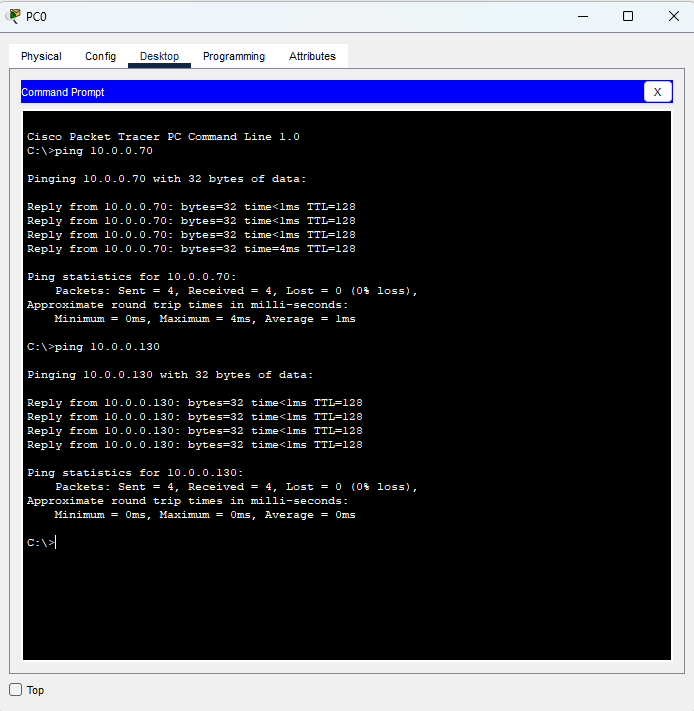 PC0
Physical Config Desktop Programming Attributes
Command Prompt
X
Cisco Packet Tracer PC Command Line 1.0
C:\>ping 10.0.0.70
Pinging 10.0.0.70 with 32 bytes of data:
Reply from 10.0.0.70: bytes=32 time<1ms TTL=128
Reply from 10.0.0.70: bytes=32 time<1ms TTL=128
Reply from 10.0.0.70: bytes=32 time<1ms TTL=128
Reply from 10.0.0.70: bytes=32 time=4ms TTL=128
Ping statistics for 10.0.0.70:
Packets: Sent = 4, Received = 4, Lost = 0 (0% loss),
Approximate round trip times in milli-seconds:
Minimum = 0ms, Maximum = 4ms, Average = 1ms
C:\>ping 10.0.0.130
Pinging 10.0.0.130 with 32 bytes of data:
Reply from 10.0.0.130: bytes=32 time<1ms TTL=128
Reply from 10.0.0.130: bytes=32 time<1ms TTL=128
Reply from 10.0.0.130: bytes=32 time<1ms TTL=128
Reply from 10.0.0.130: bytes=32 time<1ms TTL=128
Ping statistics for 10.0.0.130:
Packets: Sent = 4, Received = 4, Lost = 0 (0% loss),
Approximate round trip times in milli-seconds:
Minimum = 0ms, Maximum = 0ms, Average = 0ms
C:\>
Top